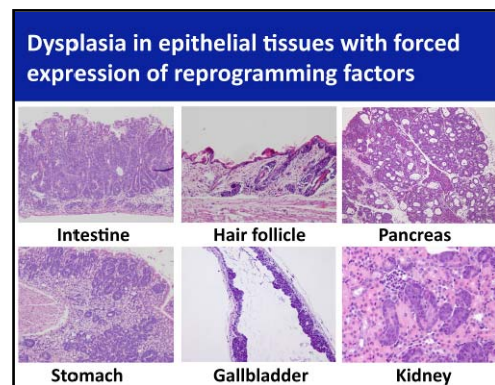 Dysplasia in epithelial tissues with forced
expression of reprogramming factors
Intestine
Hair follicle
Pancreas
Stomach
Gallbladder
Kidney